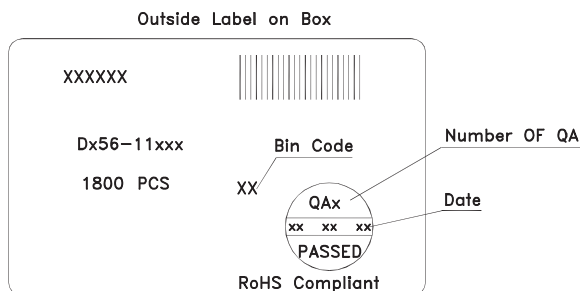 Outside Label on Box
XXXXXX
Dx56-11xxx
1800 PCS
Bin Code
XX
Number OF QA
QAx
Date
xx xx xx
PASSED
RoHS Compliant